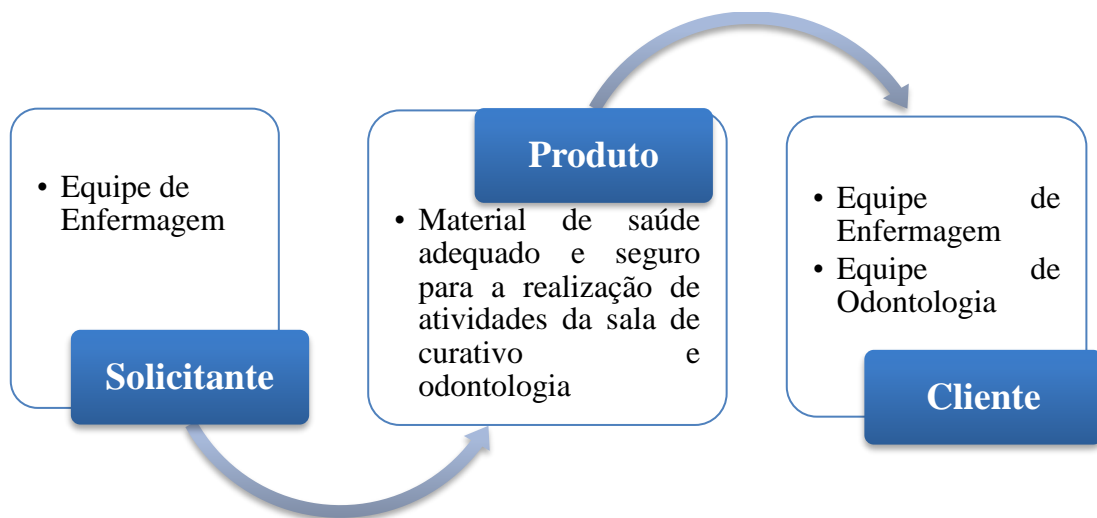 • Equipe de
Enfermagem
Solicitante
Produto
• Material de saúde
adequado e seguro
para a realização de
atividades da sala de
curativo e
odontologia
• Equipe de
Enfermagem
• Equipe de
Odontologia
Cliente